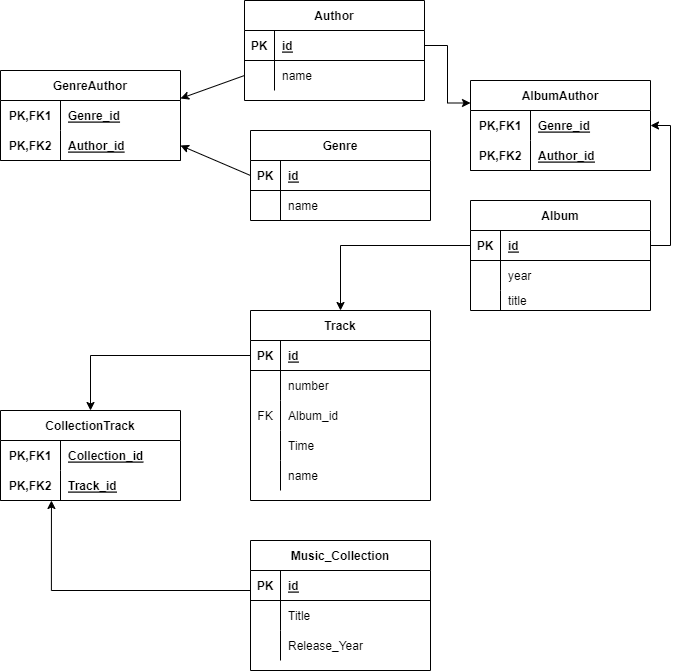 Author
PK id
name
GenreAuthor
PK,FK1 Genre_id
PK,FK2 Author_id
AlbumAuthor
PK,FK1 Genre_id
PK,FK2 Author_id
Genre
PK id
name
Album
PK id
year
title
Track
PK id
number
FK Album_id
Time
name
CollectionTrack
PK,FK1 Collection_id
PK,FK2 Track_id
Music_Collection
PK id
Title
Release_Year